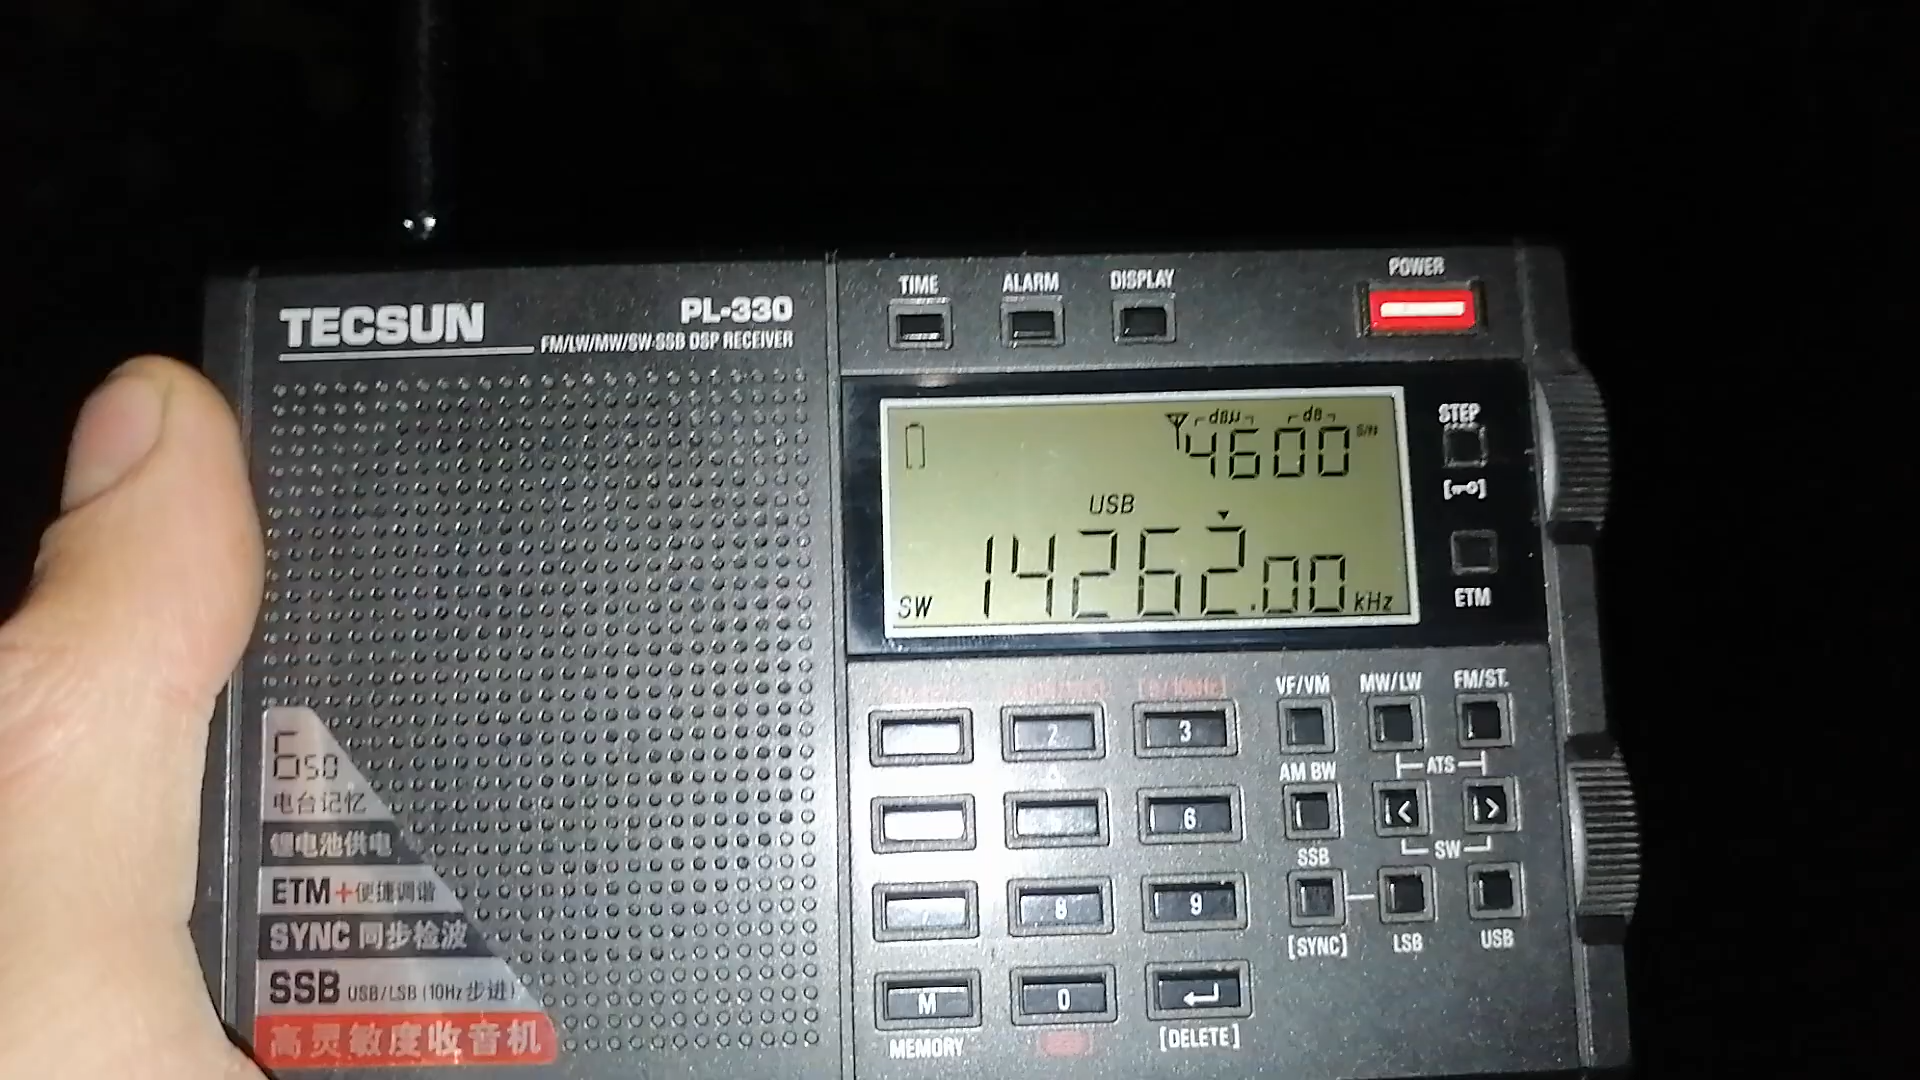 TECSUN
PL-330
FM/LW/MW/SW-SSB DSP RECEIVER
TIME ALARM DISPLAY POWER
dBµ dB
4600 S/N
USB
SW 14262.00 kHz
STEP
ETM
VF/VM MW/LW FM/ST.
2 3
AM BW ATS
6 < >
SSB SW
8 9
[SYNC] LSB USB
M 0
MEMORY [DELETE]
650
电台记忆
锂电池供电
ETM+便捷调谐
SYNC 同步检波
SSB USB/LSB (10Hz步进)
高灵敏度收音机